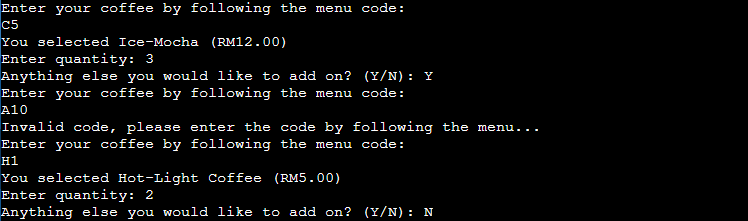 Enter your coffee by following the menu code:
C5
You selected Ice-Mocha (RM12.00)
Enter quantity: 3
Anything else you would like to add on? (Y/N): Y
Enter your coffee by following the menu code:
A10
Invalid code, please enter the code by following the menu...
Enter your coffee by following the menu code:
H1
You selected Hot-Light Coffee (RM5.00)
Enter quantity: 2
Anything else you would like to add on? (Y/N): N